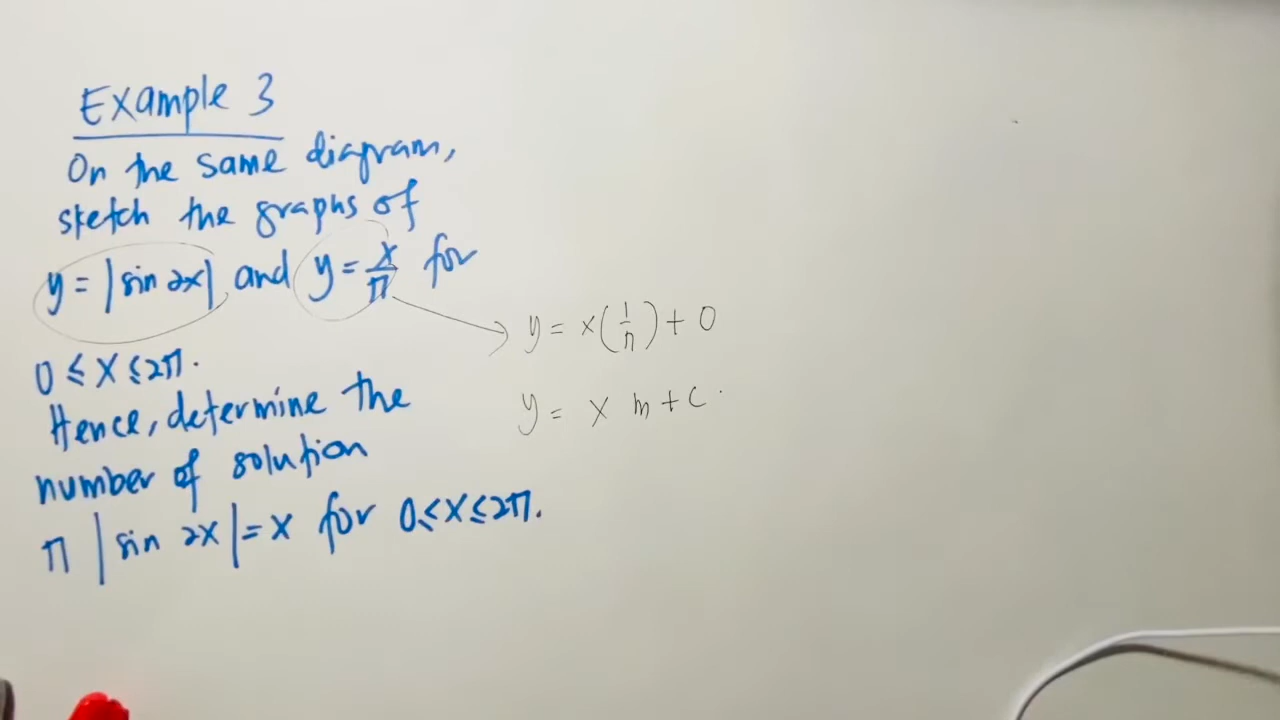 Example 3
On the same diagram,
sketch the graphs of
y = |sin 2x| and y = x/π for
0 ≤ x ≤ 2π.
Hence, determine the
number of solution
π |sin 2x| = x for 0 ≤ x ≤ 2π.
y = x(1/π) + 0
y = x m + c.